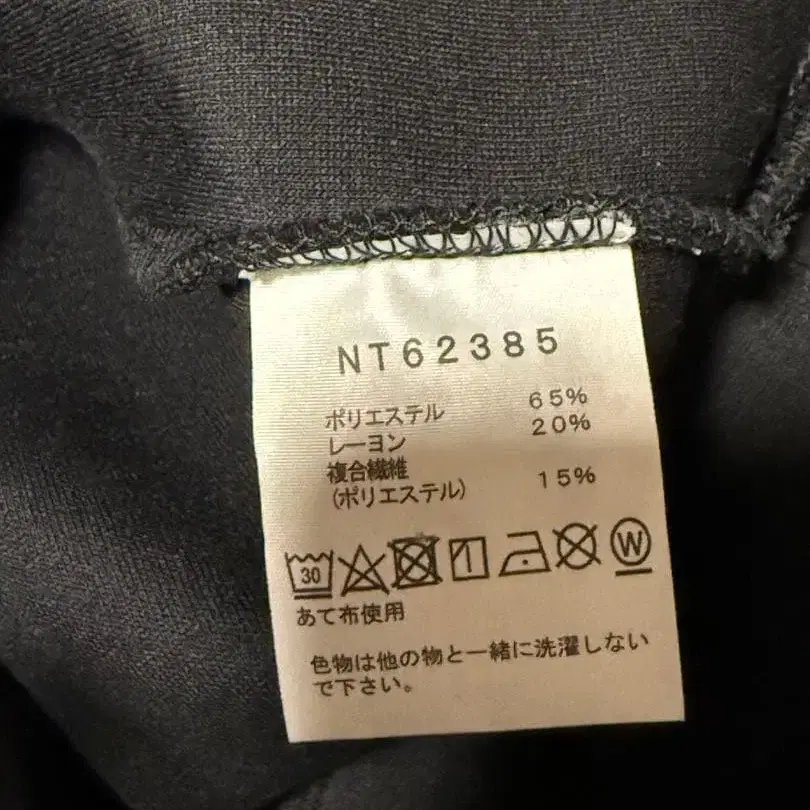 NT62385
ポリエステル 65%
レーヨン 20%
複合繊維
(ポリエステル) 15%
30 W
あて布使用
色物は他の物と一緒に洗濯しない
で下さい。